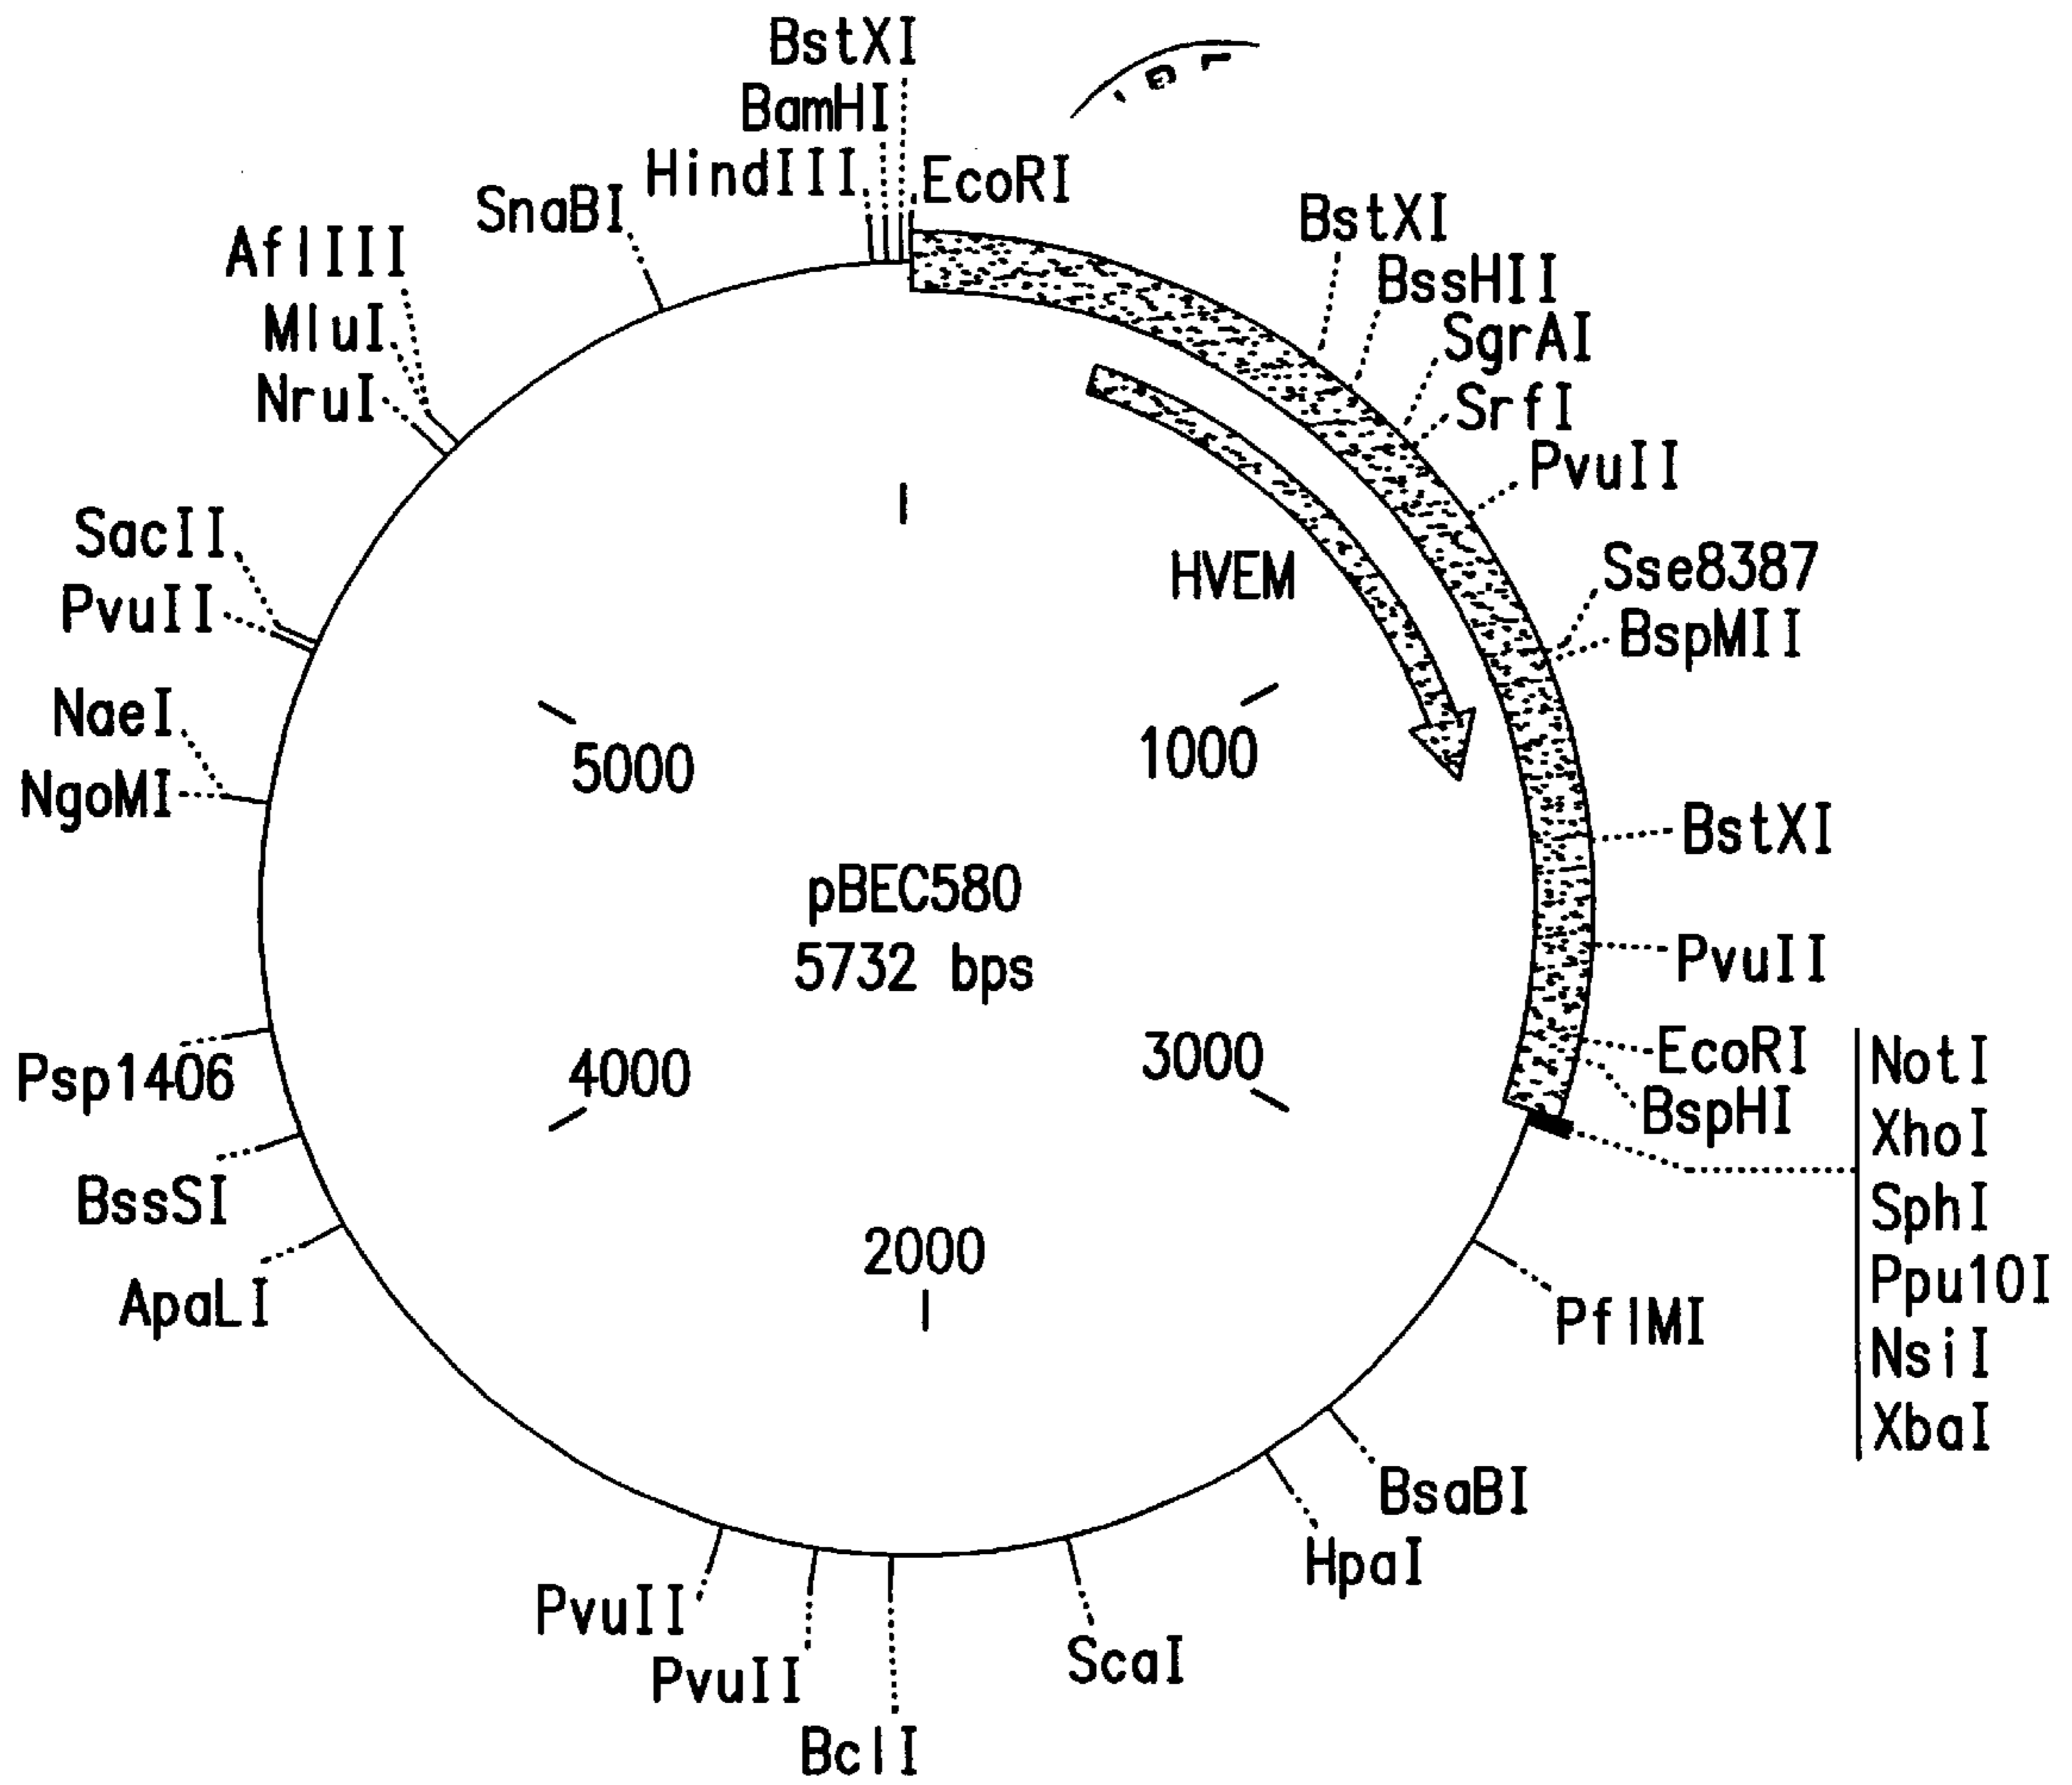 BstXI
BamHI
HindIII
EcoRI
SnaBI
AflIII
MluI
NruI
SacII
PvuII
NaeI
NgoMI
Psp1406
BssSI
ApaLI
PvuII
PvuII
BclI
ScaI
HpaI
BsaBI
PflMI
BstXI
BssHII
SgrAI
SrfI
PvuII
Sse8387
BspMII
BstXI
PvuII
EcoRI
BspHI
NotI
XhoI
SphI
Ppu10I
NsiI
XbaI
HVEM
1000
5000
pBEC580
5732 bps
4000
3000
2000